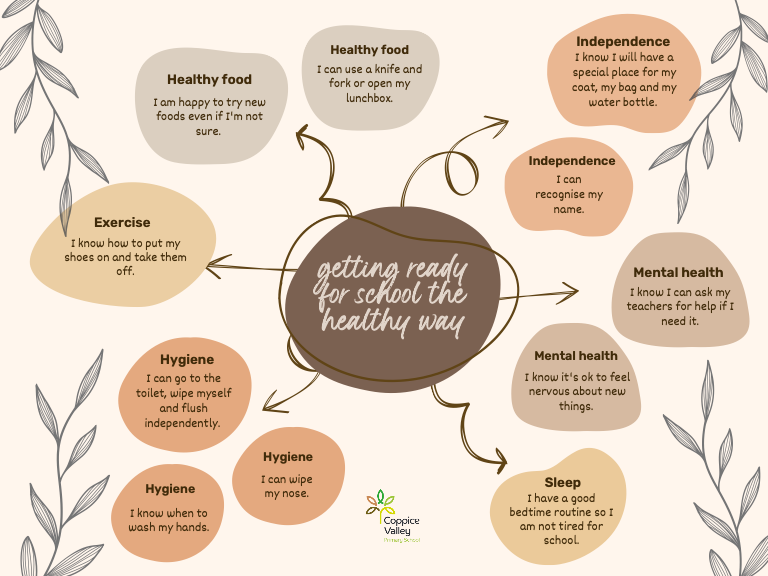 Healthy food
I am happy to try new
foods even if I'm not
sure.
Healthy food
I can use a knife and
fork or open my
lunchbox.
Independence
I know I will have a
special place for my
coat, my bag and my
water bottle.
Independence
I can
recognise my
name.
Exercise
I know how to put my
shoes on and take them
off.
getting ready
for school the
healthy way
Mental health
I know I can ask my
teachers for help if I
need it.
Mental health
I know it's ok to feel
nervous about new
things.
Hygiene
I can go to the
toilet, wipe myself
and flush
independently.
Hygiene
I can wipe
my nose.
Hygiene
I know when to
wash my hands.
Sleep
I have a good
bedtime routine so I
am not tired for
school.
Coppice
Valley
Primary School